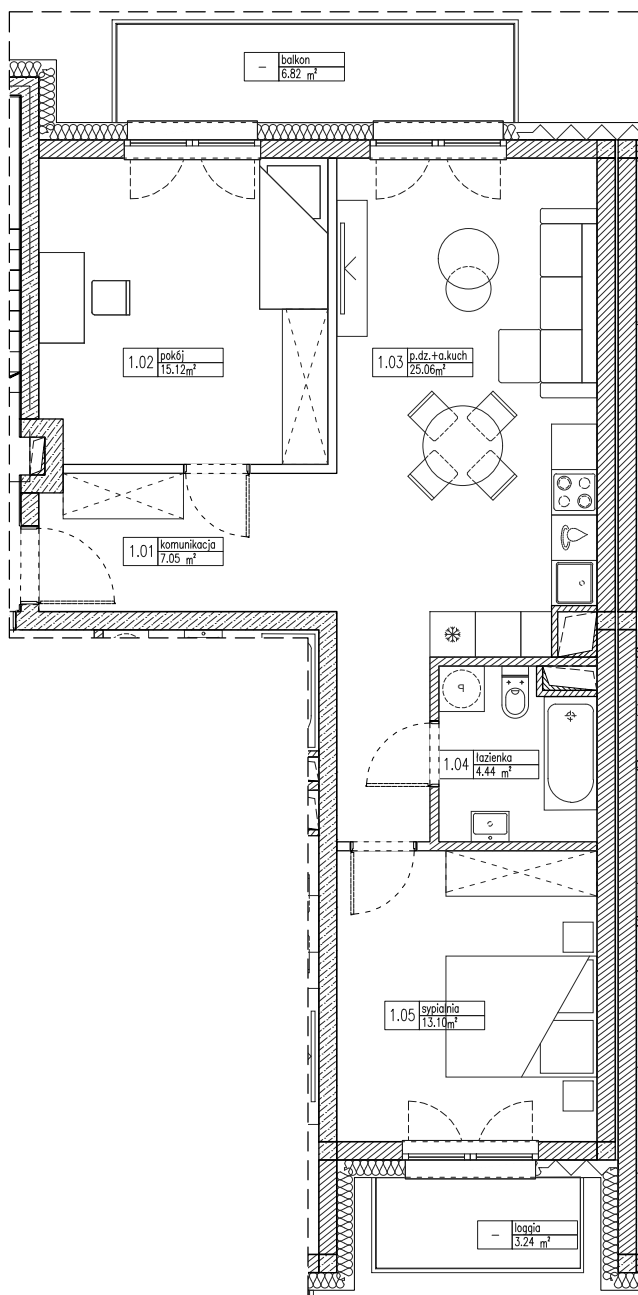 – balkon
6.82 m²
1.02 pokój
15.12m²
1.03 p.dz.+a.kuch
25.06m²
1.01 komunikacja
7.05 m²
P
1.04 łazienka
4.44 m²
1.05 sypialnia
13.10m²
– loggia
3.24 m²